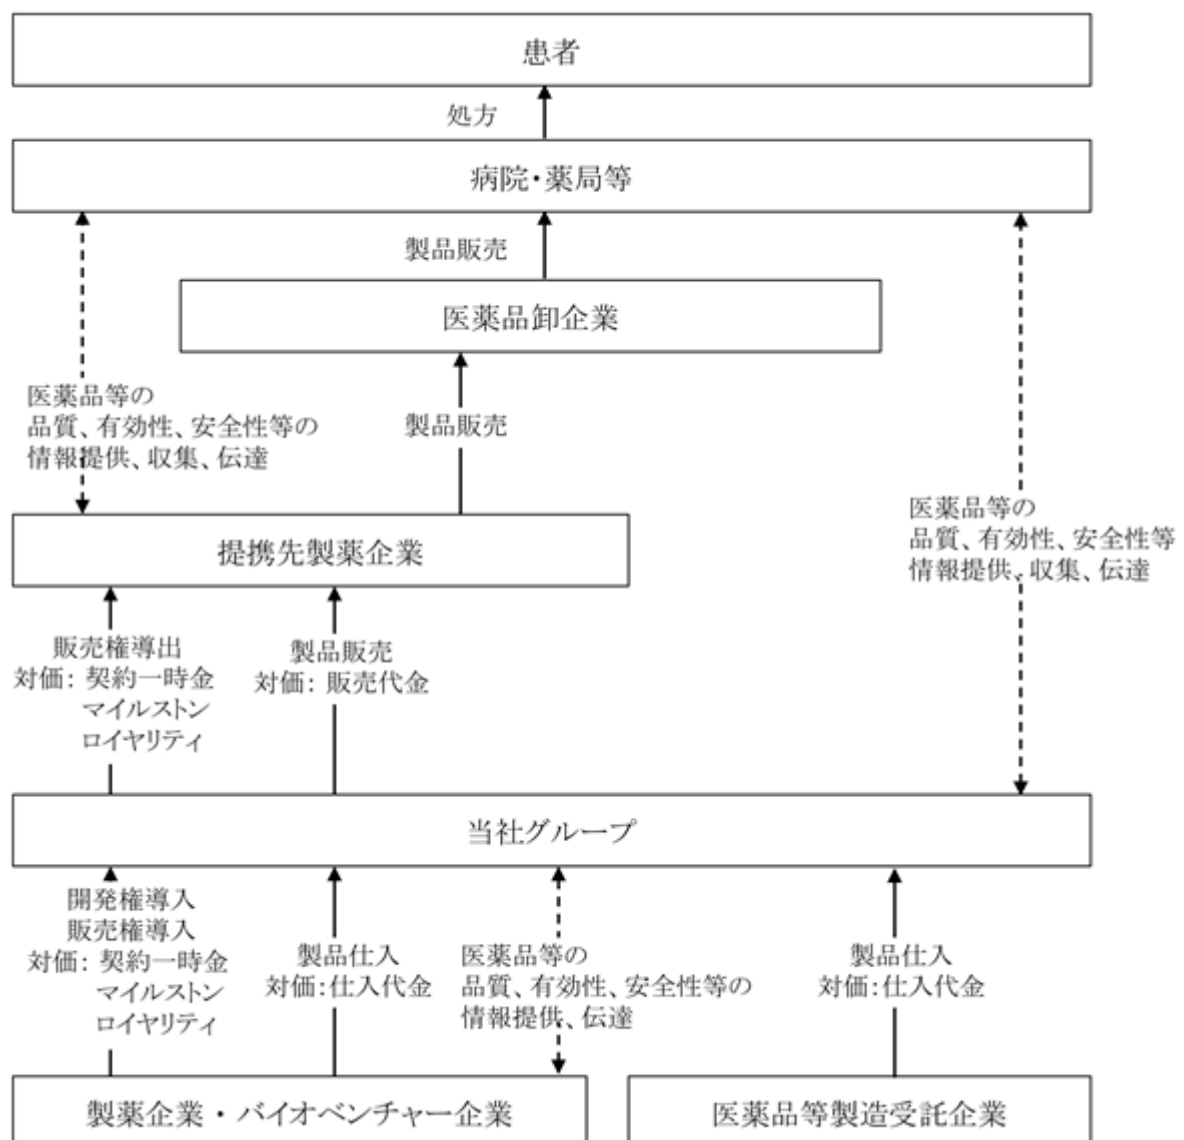 患者
処方
病院・薬局等
製品販売
医薬品卸企業
医薬品等の
品質、有効性、安全性等の
情報提供、収集、伝達
製品販売
医薬品等の
品質、有効性、安全性等
情報提供、収集、伝達
提携先製薬企業
販売権導出
対価: 契約一時金
マイルストン
ロイヤリティ
製品販売
対価: 販売代金
当社グループ
開発権導入
販売権導入
対価: 契約一時金
マイルストン
ロイヤリティ
製品仕入
対価:仕入代金
医薬品等の
品質、有効性、安全性等の
情報提供、伝達
製品仕入
対価:仕入代金
製薬企業・バイオベンチャー企業
医薬品等製造受託企業